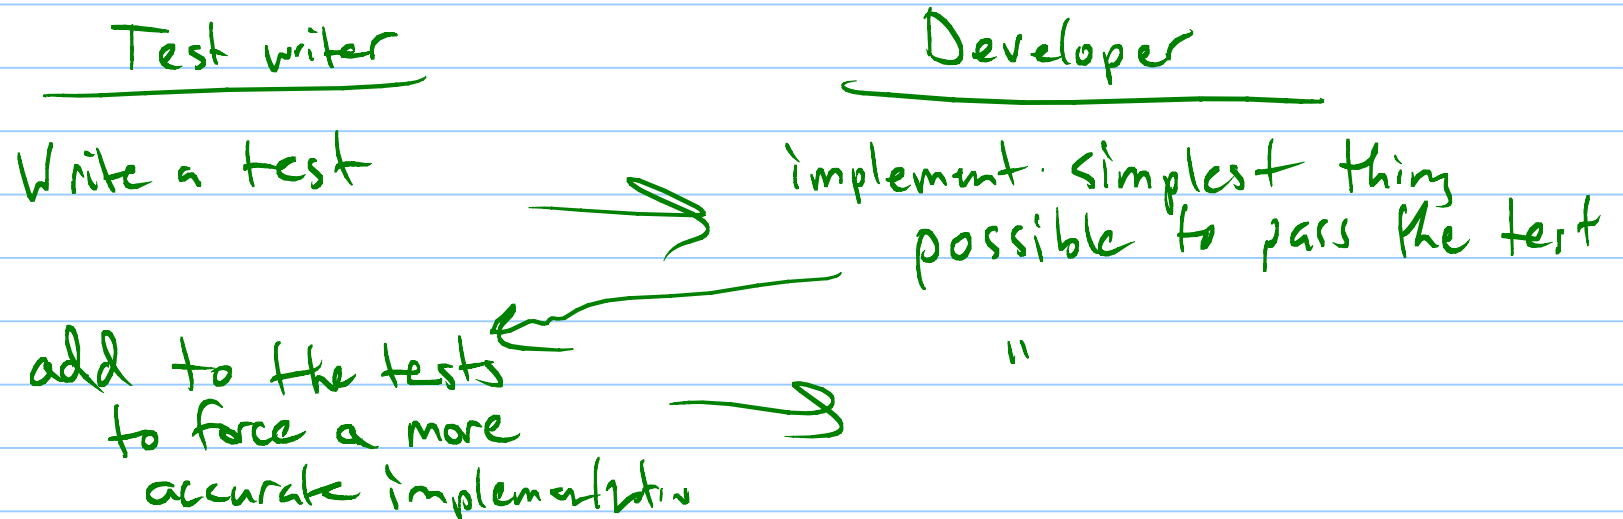 Test writer
Developer
Write a test
implement simplest thing
possible to pass the test
add to the tests
to force a more
accurate implementation
"